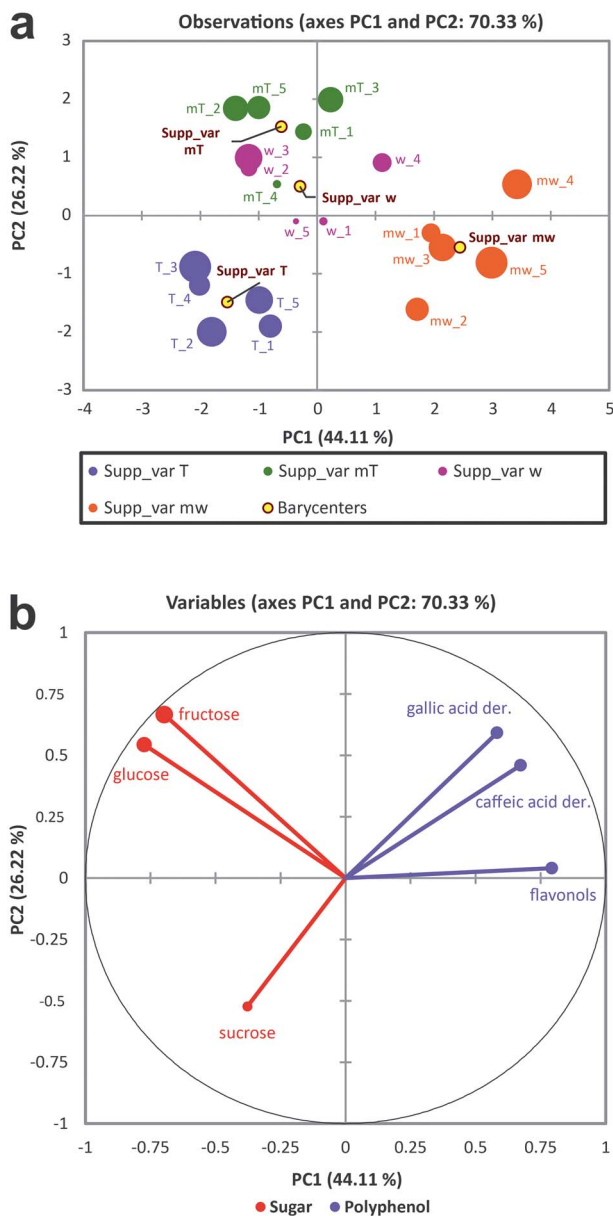 a
Observations (axes PC1 and PC2: 70.33 %)
3
2
1
0
-1
-2
-3
PC2 (26.22 %)
mT_5
mT_3
mT_2
mT_1
Supp_var
mT
w_3
w_4
w_2
mw_4
mT_4
Supp_var w
w_5
w_1
mw_1
Supp_var mw
mw_3
mw_5
T_3
Supp_var T
T_4
T_5
mw_2
T_2
T_1
-4 -3 -2 -1 0 1 2 3 4 5
PC1 (44.11 %)
Supp_var T Supp_var mT Supp_var w
Supp_var mw Barycenters
b
Variables (axes PC1 and PC2: 70.33 %)
1
0.75
0.5
0.25
0
-0.25
-0.5
-0.75
-1
PC2 (26.22 %)
fructose
gallic acid der.
glucose
caffeic acid der.
flavonols
sucrose
-1 -0.75 -0.5 -0.25 0 0.25 0.5 0.75 1
PC1 (44.11 %)
Sugar Polyphenol